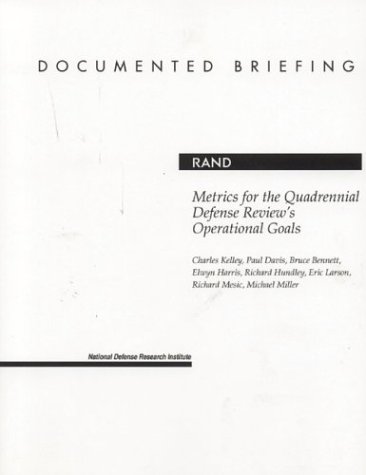 DOCUMENTED BRIEFING
RAND
Metrics for the Quadrennial
Defense Review's
Operational Goals
Charles Kelley, Paul Davis, Bruce Bennett,
Elwyn Harris, Richard Hundley, Eric Larson,
Richard Mesic, Michael Miller
National Defense Research Institute